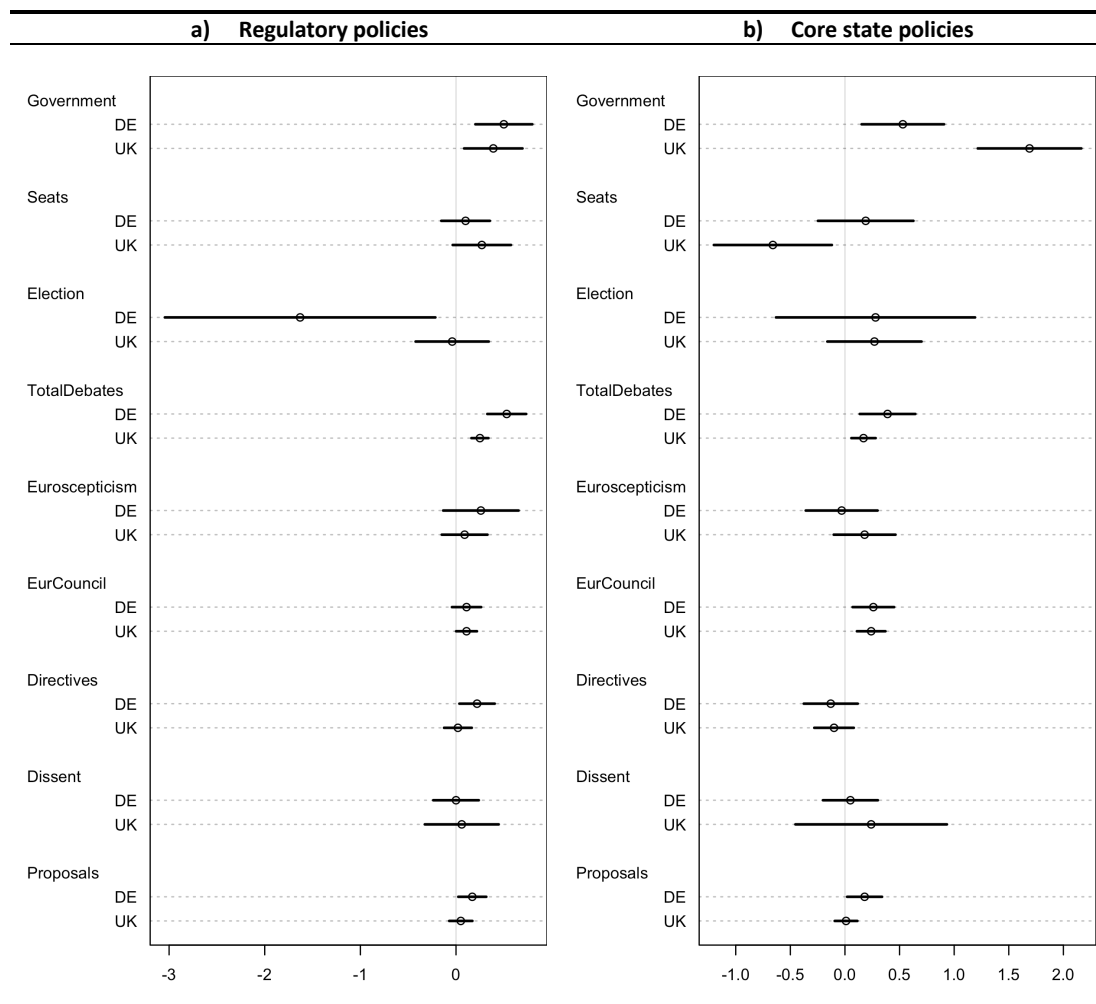 a) Regulatory policies
Government
DE
UK
Seats
DE
UK
Election
DE
UK
TotalDebates
DE
UK
Euroscepticism
DE
UK
EurCouncil
DE
UK
Directives
DE
UK
Dissent
DE
UK
Proposals
DE
UK
-3 -2 -1 0
b) Core state policies
Government
DE
UK
Seats
DE
UK
Election
DE
UK
TotalDebates
DE
UK
Euroscepticism
DE
UK
EurCouncil
DE
UK
Directives
DE
UK
Dissent
DE
UK
Proposals
DE
UK
-1.0 -0.5 0.0 0.5 1.0 1.5 2.0